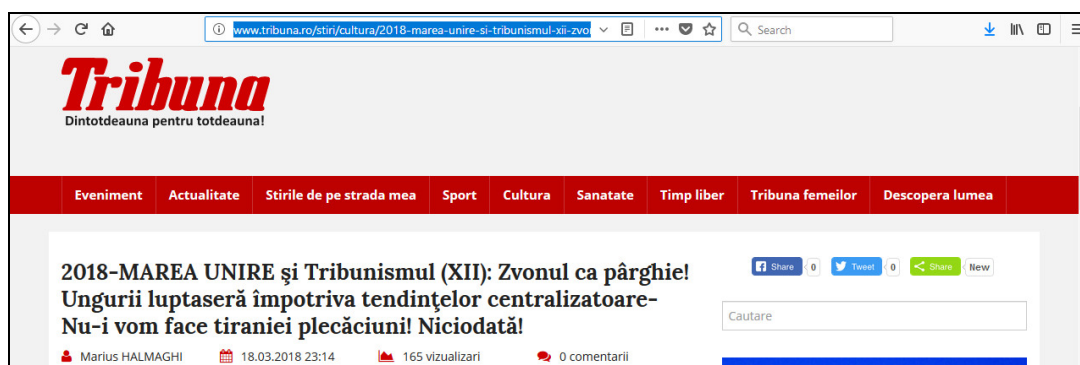 www.tribuna.ro/stiri/cultura/2018-marea-unire-si-tribunismul-xii-zvo
Search
Tribuna
Dintotdeauna pentru totdeauna!
Eveniment Actualitate Stirile de pe strada mea Sport Cultura Sanatate Timp liber Tribuna femeilor Descopera lumea
2018-MAREA UNIRE şi Tribunismul (XII): Zvonul ca pârghie!
Ungurii luptaseră împotriva tendinţelor centralizatoare-
Nu-i vom face tiraniei plecăciuni! Niciodată!
Marius HALMAGHI 18.03.2018 23:14 165 vizualizari 0 comentarii
Share 0 Tweet 0 Share New
Cautare